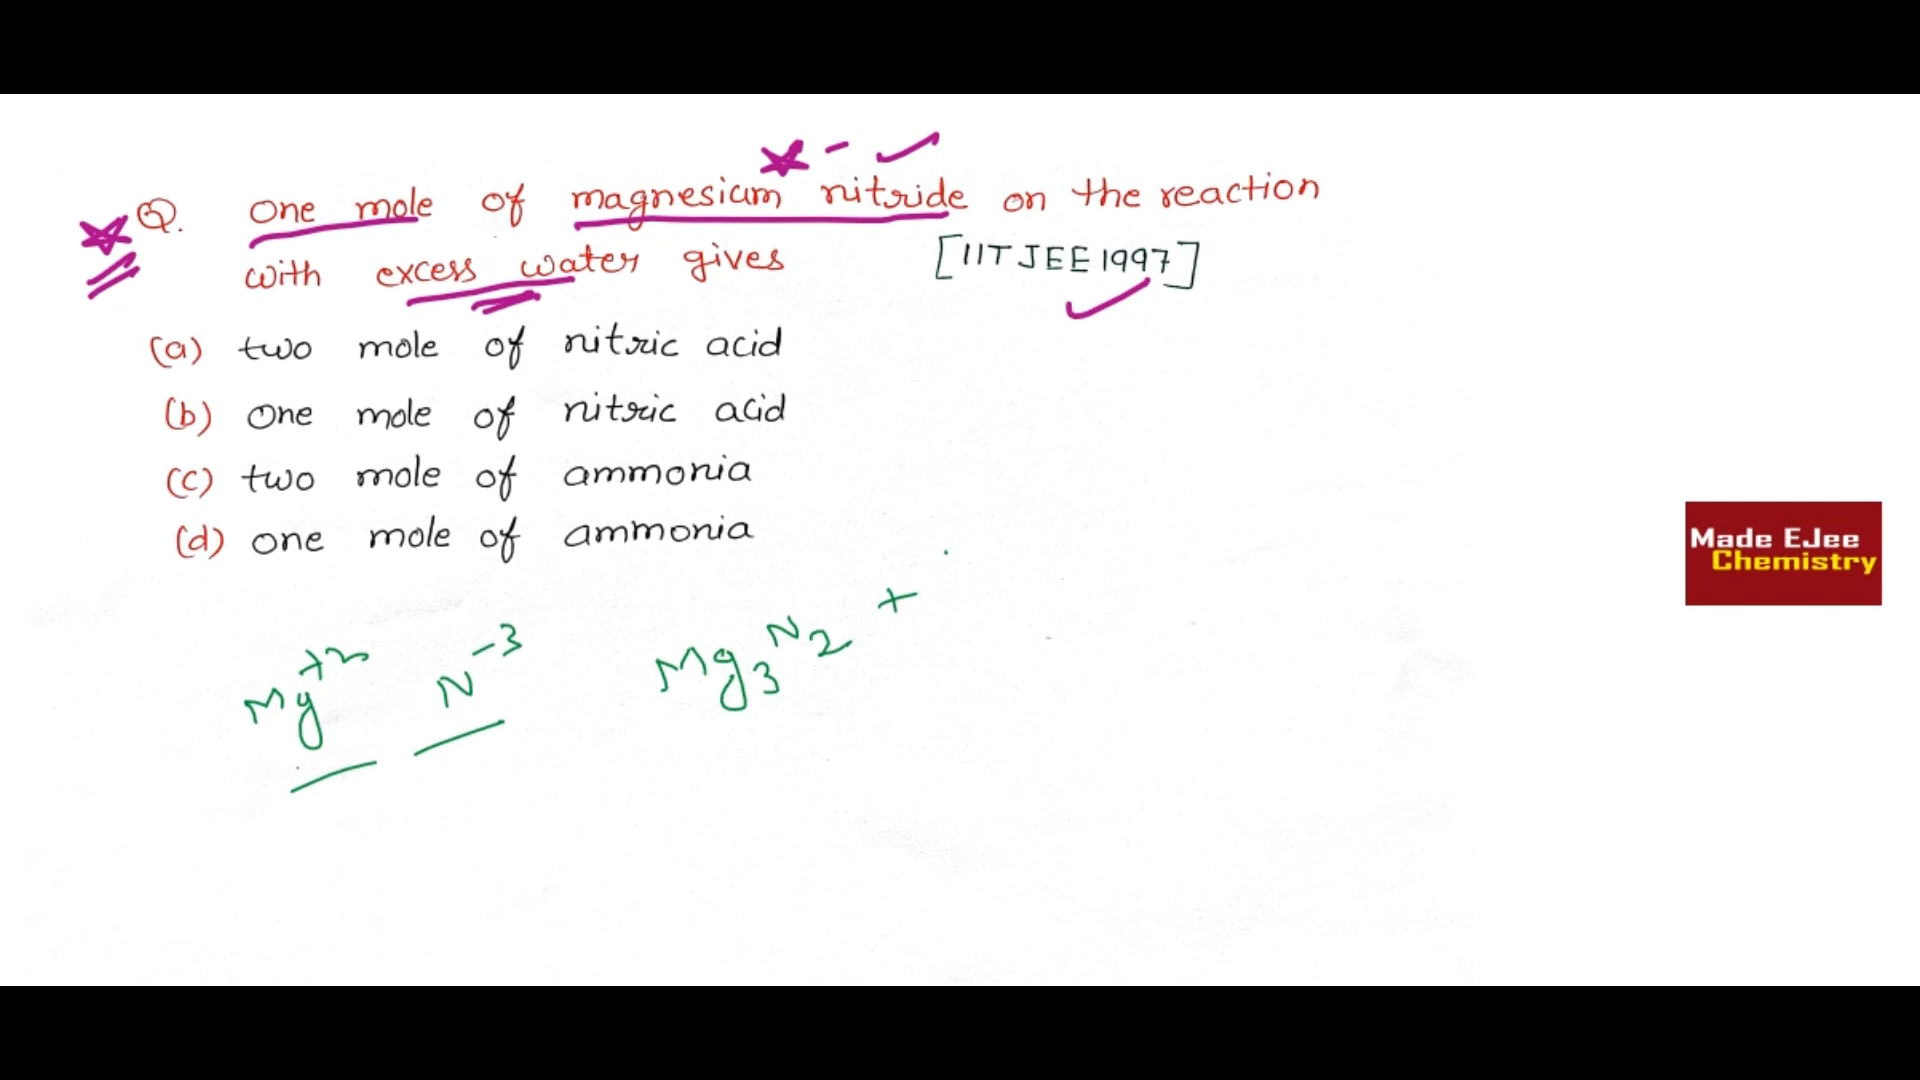 Q. One mole of magnesium nitride on the reaction
with excess water gives [IIT JEE 1997]
(a) two mole of nitric acid
(b) One mole of nitric acid
(c) two mole of ammonia
(d) one mole of ammonia
Mg+2 N-3 Mg3N2 +
Made EJee
Chemistry